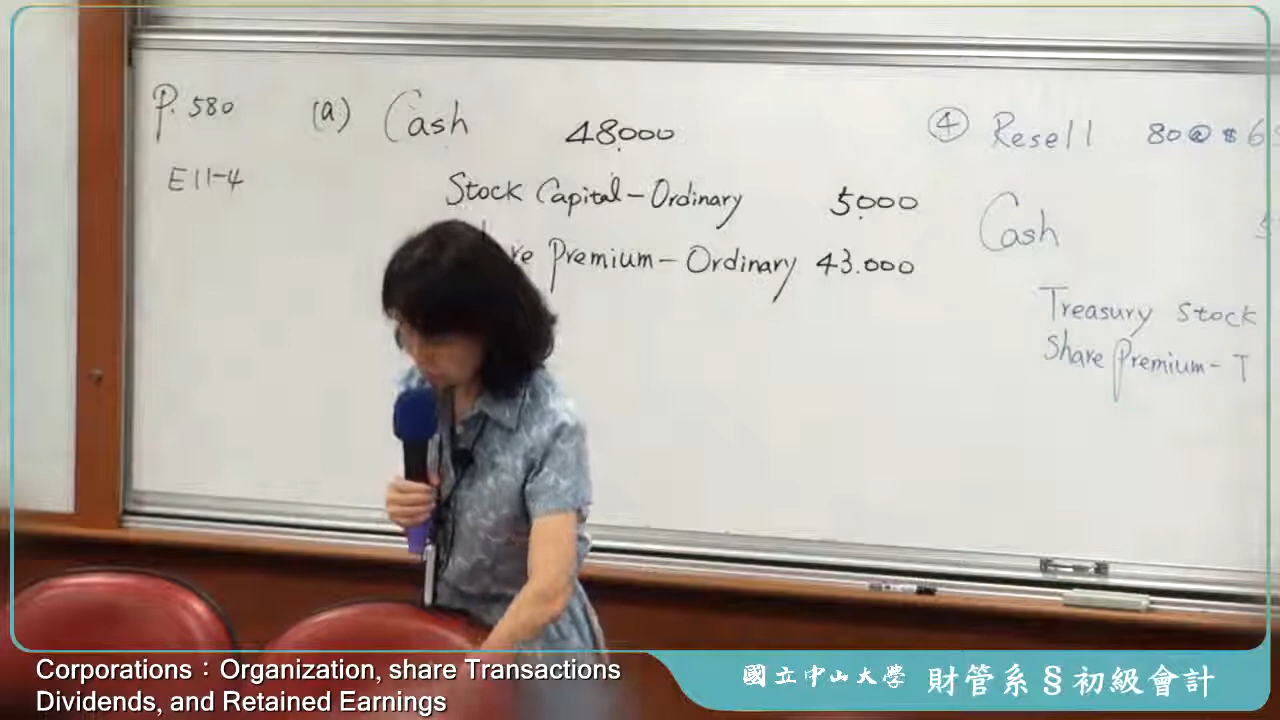 P. 580
E11-4
(a) Cash 48.000
Stock Capital-Ordinary 5.000
Premium-Ordinary 43.000
④ Resell 80@$6
Cash
Treasury Stock
Share Premium-T
Corporations：Organization, share Transactions
Dividends, and Retained Earnings
國立中山大學 財管系§初級會計